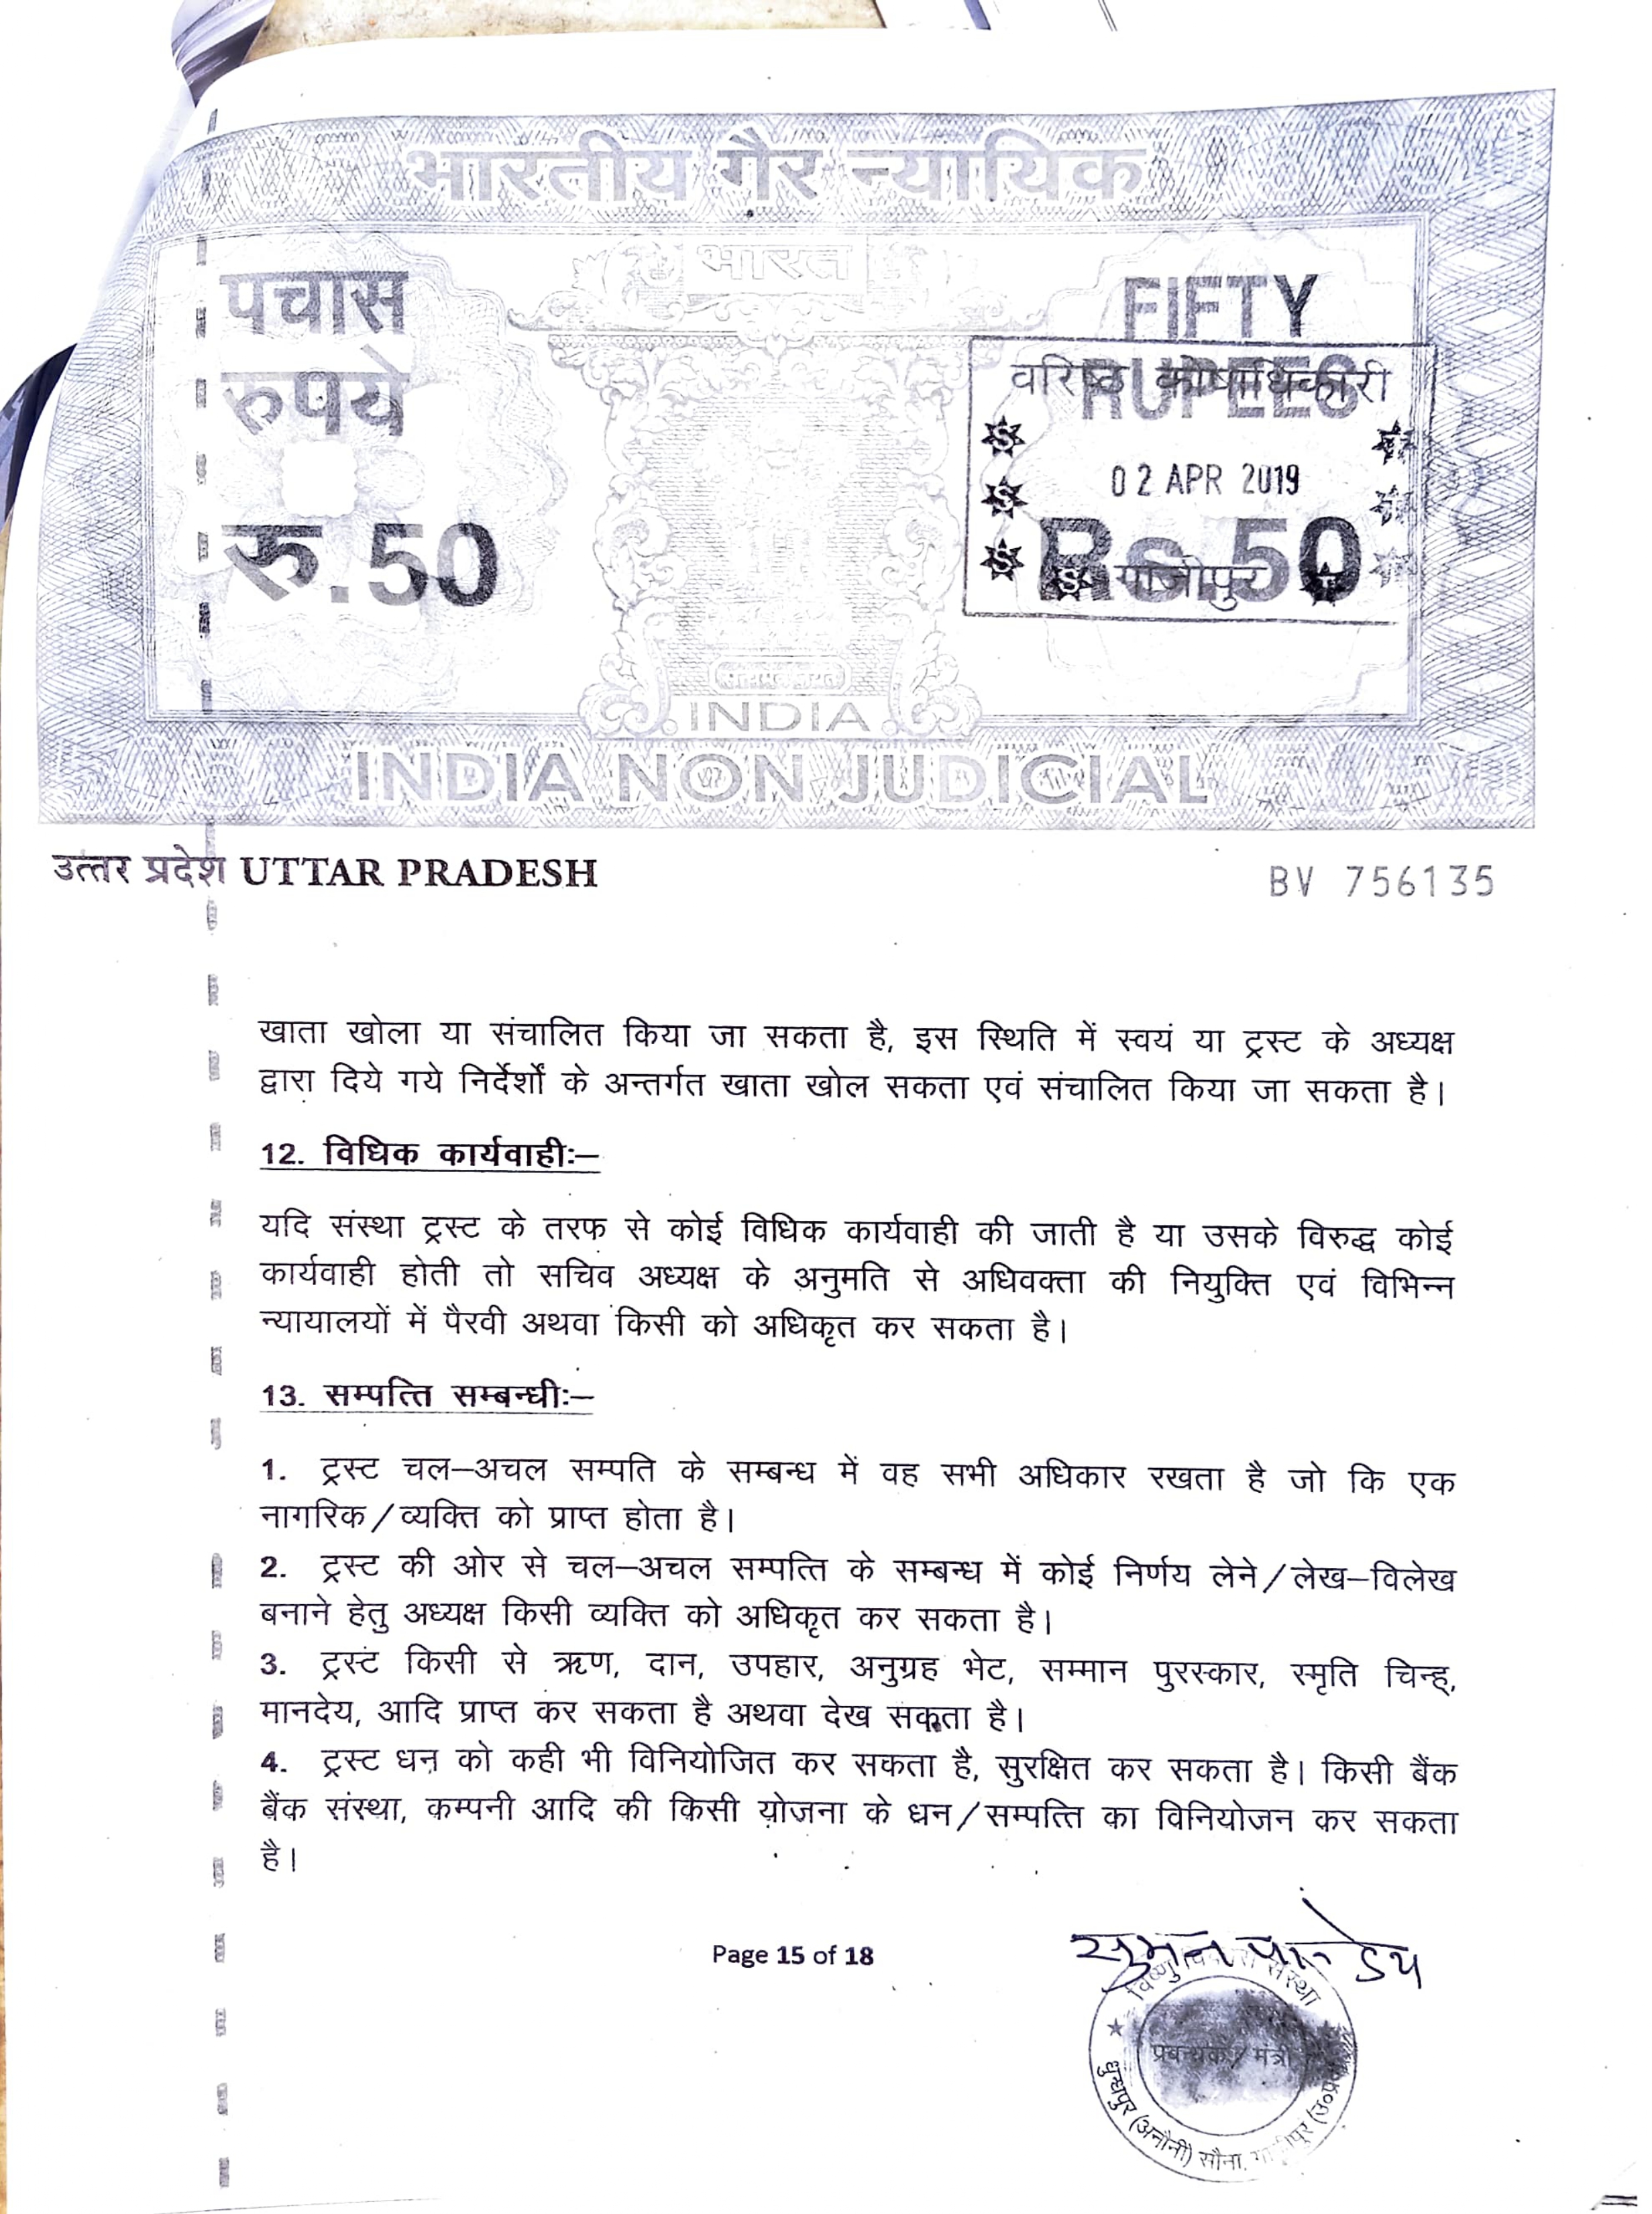 भारतीय गैर न्यायिक
भारत
पचास
रुपये
रु.50
FIFTY
RUPEES
Rs.50
वरिष्ठ कोषाधिकारी
02 APR 2019
गाजीपुर
सत्यमेव जयते
INDIA
INDIA NON JUDICIAL
उत्तर प्रदेश UTTAR PRADESH
BV 756135
खाता खोला या संचालित किया जा सकता है, इस स्थिति में स्वयं या ट्रस्ट के अध्यक्ष
द्वारा दिये गये निर्देशों के अन्तर्गत खाता खोल सकता एवं संचालित किया जा सकता है।
12. विधिक कार्यवाहीः–
यदि संस्था ट्रस्ट के तरफ से कोई विधिक कार्यवाही की जाती है या उसके विरुद्ध कोई
कार्यवाही होती तो सचिव अध्यक्ष के अनुमति से अधिवक्ता की नियुक्ति एवं विभिन्न
न्यायालयों में पैरवी अथवा किसी को अधिकृत कर सकता है।
13. सम्पत्ति सम्बन्धीः–
1. ट्रस्ट चल–अचल सम्पति के सम्बन्ध में वह सभी अधिकार रखता है जो कि एक
नागरिक/व्यक्ति को प्राप्त होता है।
2. ट्रस्ट की ओर से चल–अचल सम्पत्ति के सम्बन्ध में कोई निर्णय लेने/लेख–विलेख
बनाने हेतु अध्यक्ष किसी व्यक्ति को अधिकृत कर सकता है।
3. ट्रस्ट किसी से ऋण, दान, उपहार, अनुग्रह भेट, सम्मान पुरस्कार, स्मृति चिन्ह,
मानदेय, आदि प्राप्त कर सकता है अथवा देख सकता है।
4. ट्रस्ट धन को कही भी विनियोजित कर सकता है, सुरक्षित कर सकता है। किसी बैंक
बैंक संस्था, कम्पनी आदि की किसी योजना के धन/सम्पत्ति का विनियोजन कर सकता
है।
Page 15 of 18
सुमन पाण्डेय
विष्णु संस्था
प्रबन्धक/मंत्री
धुन्धपुर (अनौनी) सौना, (उ०प्र०